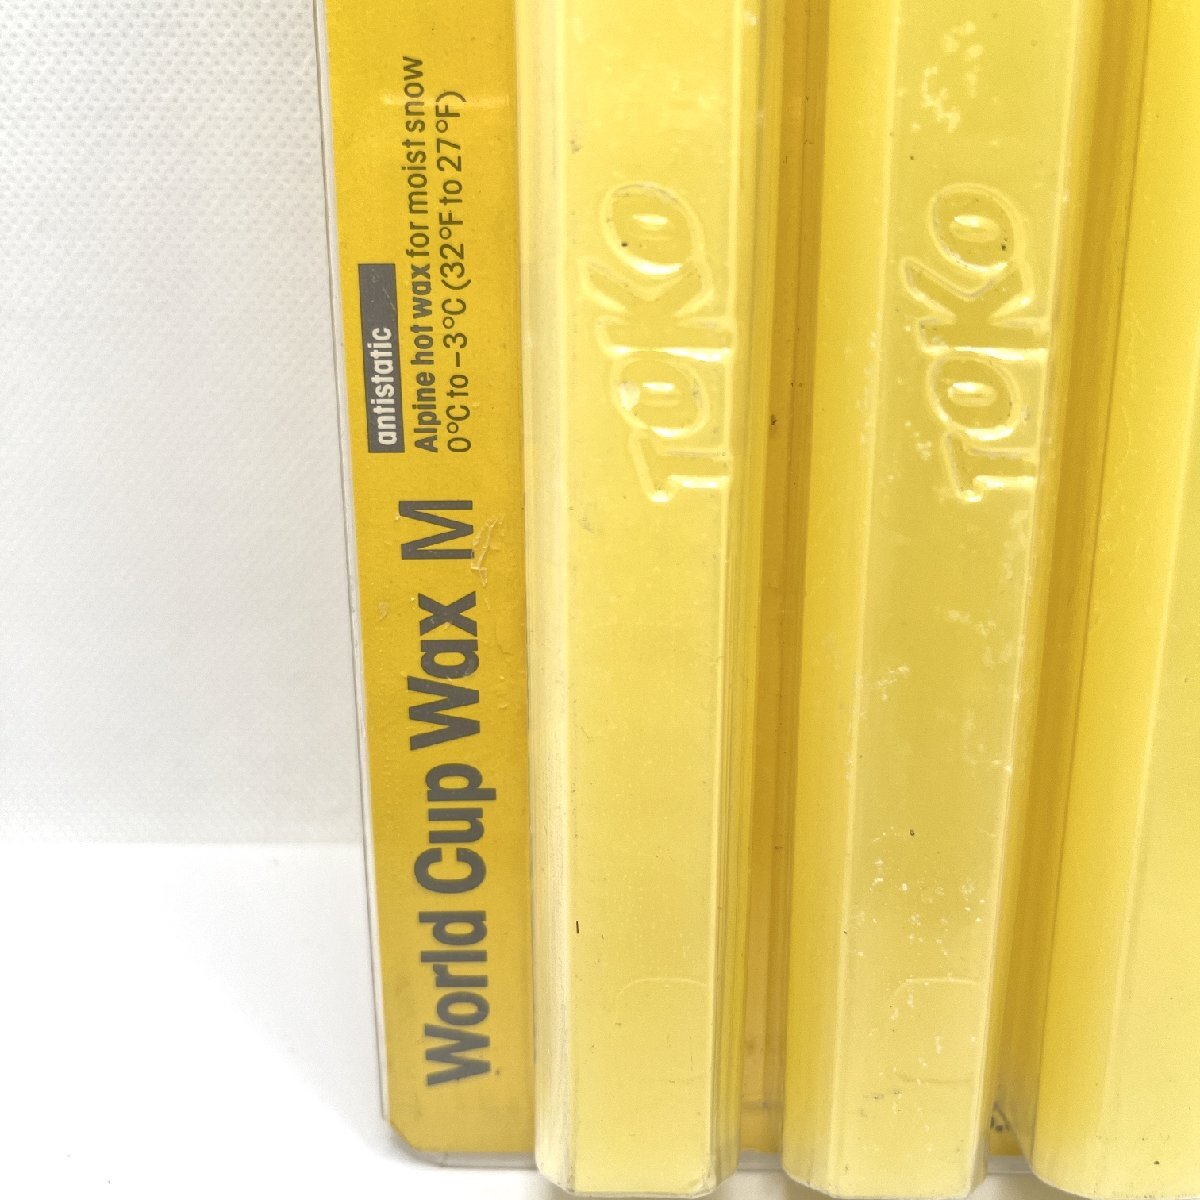 World Cup Wax M
antistatic
Alpine hot wax for moist snow
0°C to –3°C (32°F to 27°F)
TOKO
TOKO